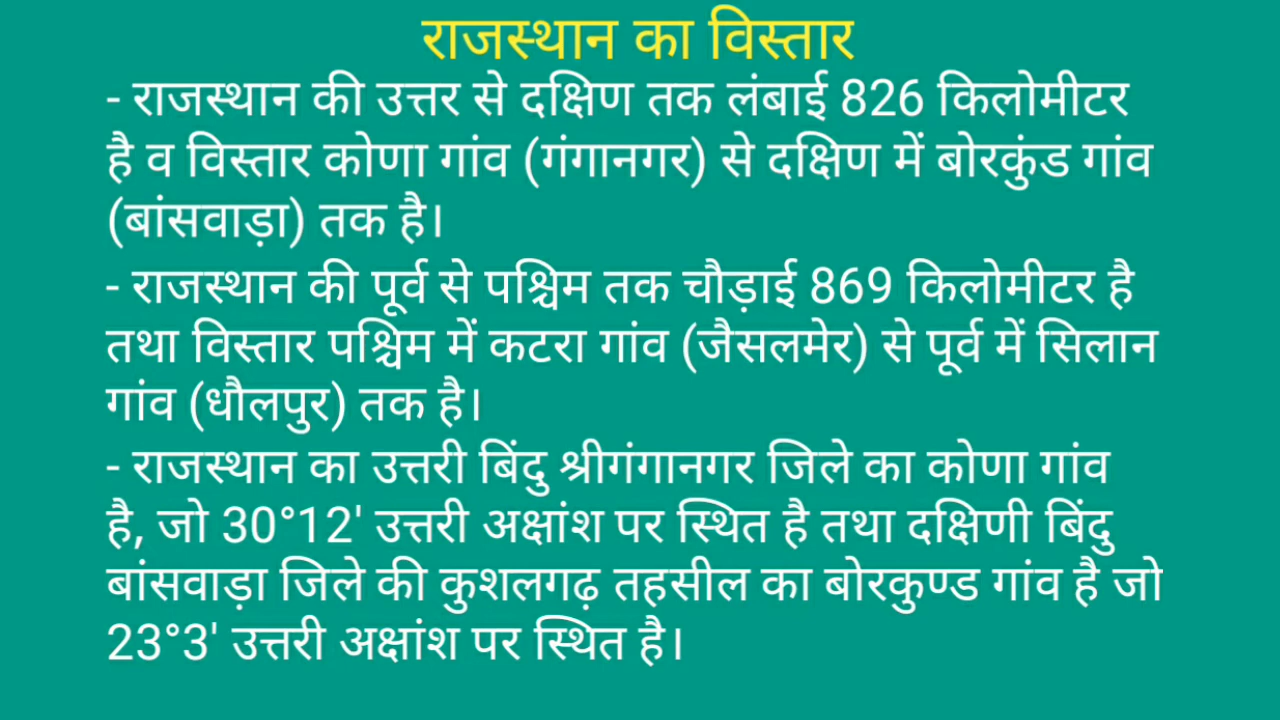 राजस्थान का विस्तार
- राजस्थान की उत्तर से दक्षिण तक लंबाई 826 किलोमीटर
है व विस्तार कोणा गांव (गंगानगर) से दक्षिण में बोरकुंड गांव
(बांसवाड़ा) तक है।
- राजस्थान की पूर्व से पश्चिम तक चौड़ाई 869 किलोमीटर है
तथा विस्तार पश्चिम में कटरा गांव (जैसलमेर) से पूर्व में सिलान
गांव (धौलपुर) तक है।
- राजस्थान का उत्तरी बिंदु श्रीगंगानगर जिले का कोणा गांव
है, जो 30°12' उत्तरी अक्षांश पर स्थित है तथा दक्षिणी बिंदु
बांसवाड़ा जिले की कुशलगढ़ तहसील का बोरकुण्ड गांव है जो
23°3' उत्तरी अक्षांश पर स्थित है।